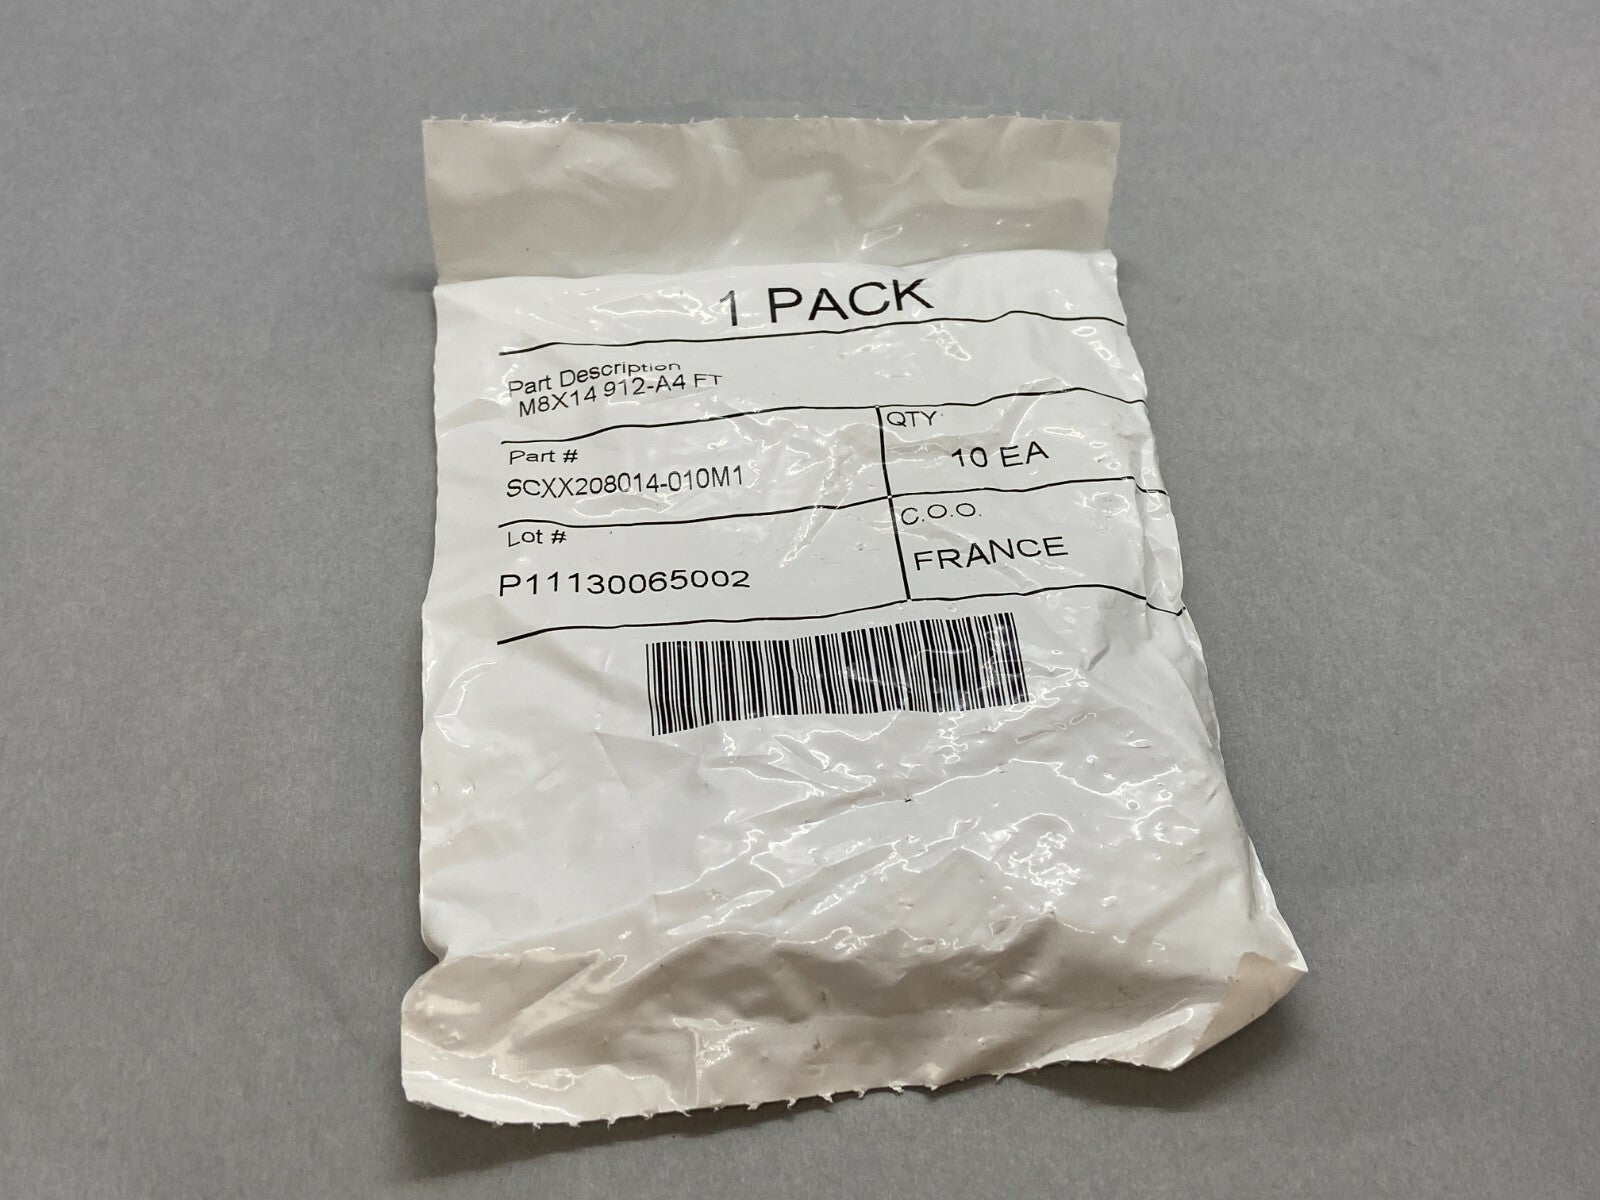 1 PACK
Part Description
M8X14 912-A4 FT
Part #
SCXX208014-010M1
QTY
10 EA
Lot #
P11130065002
C.O.O.
FRANCE